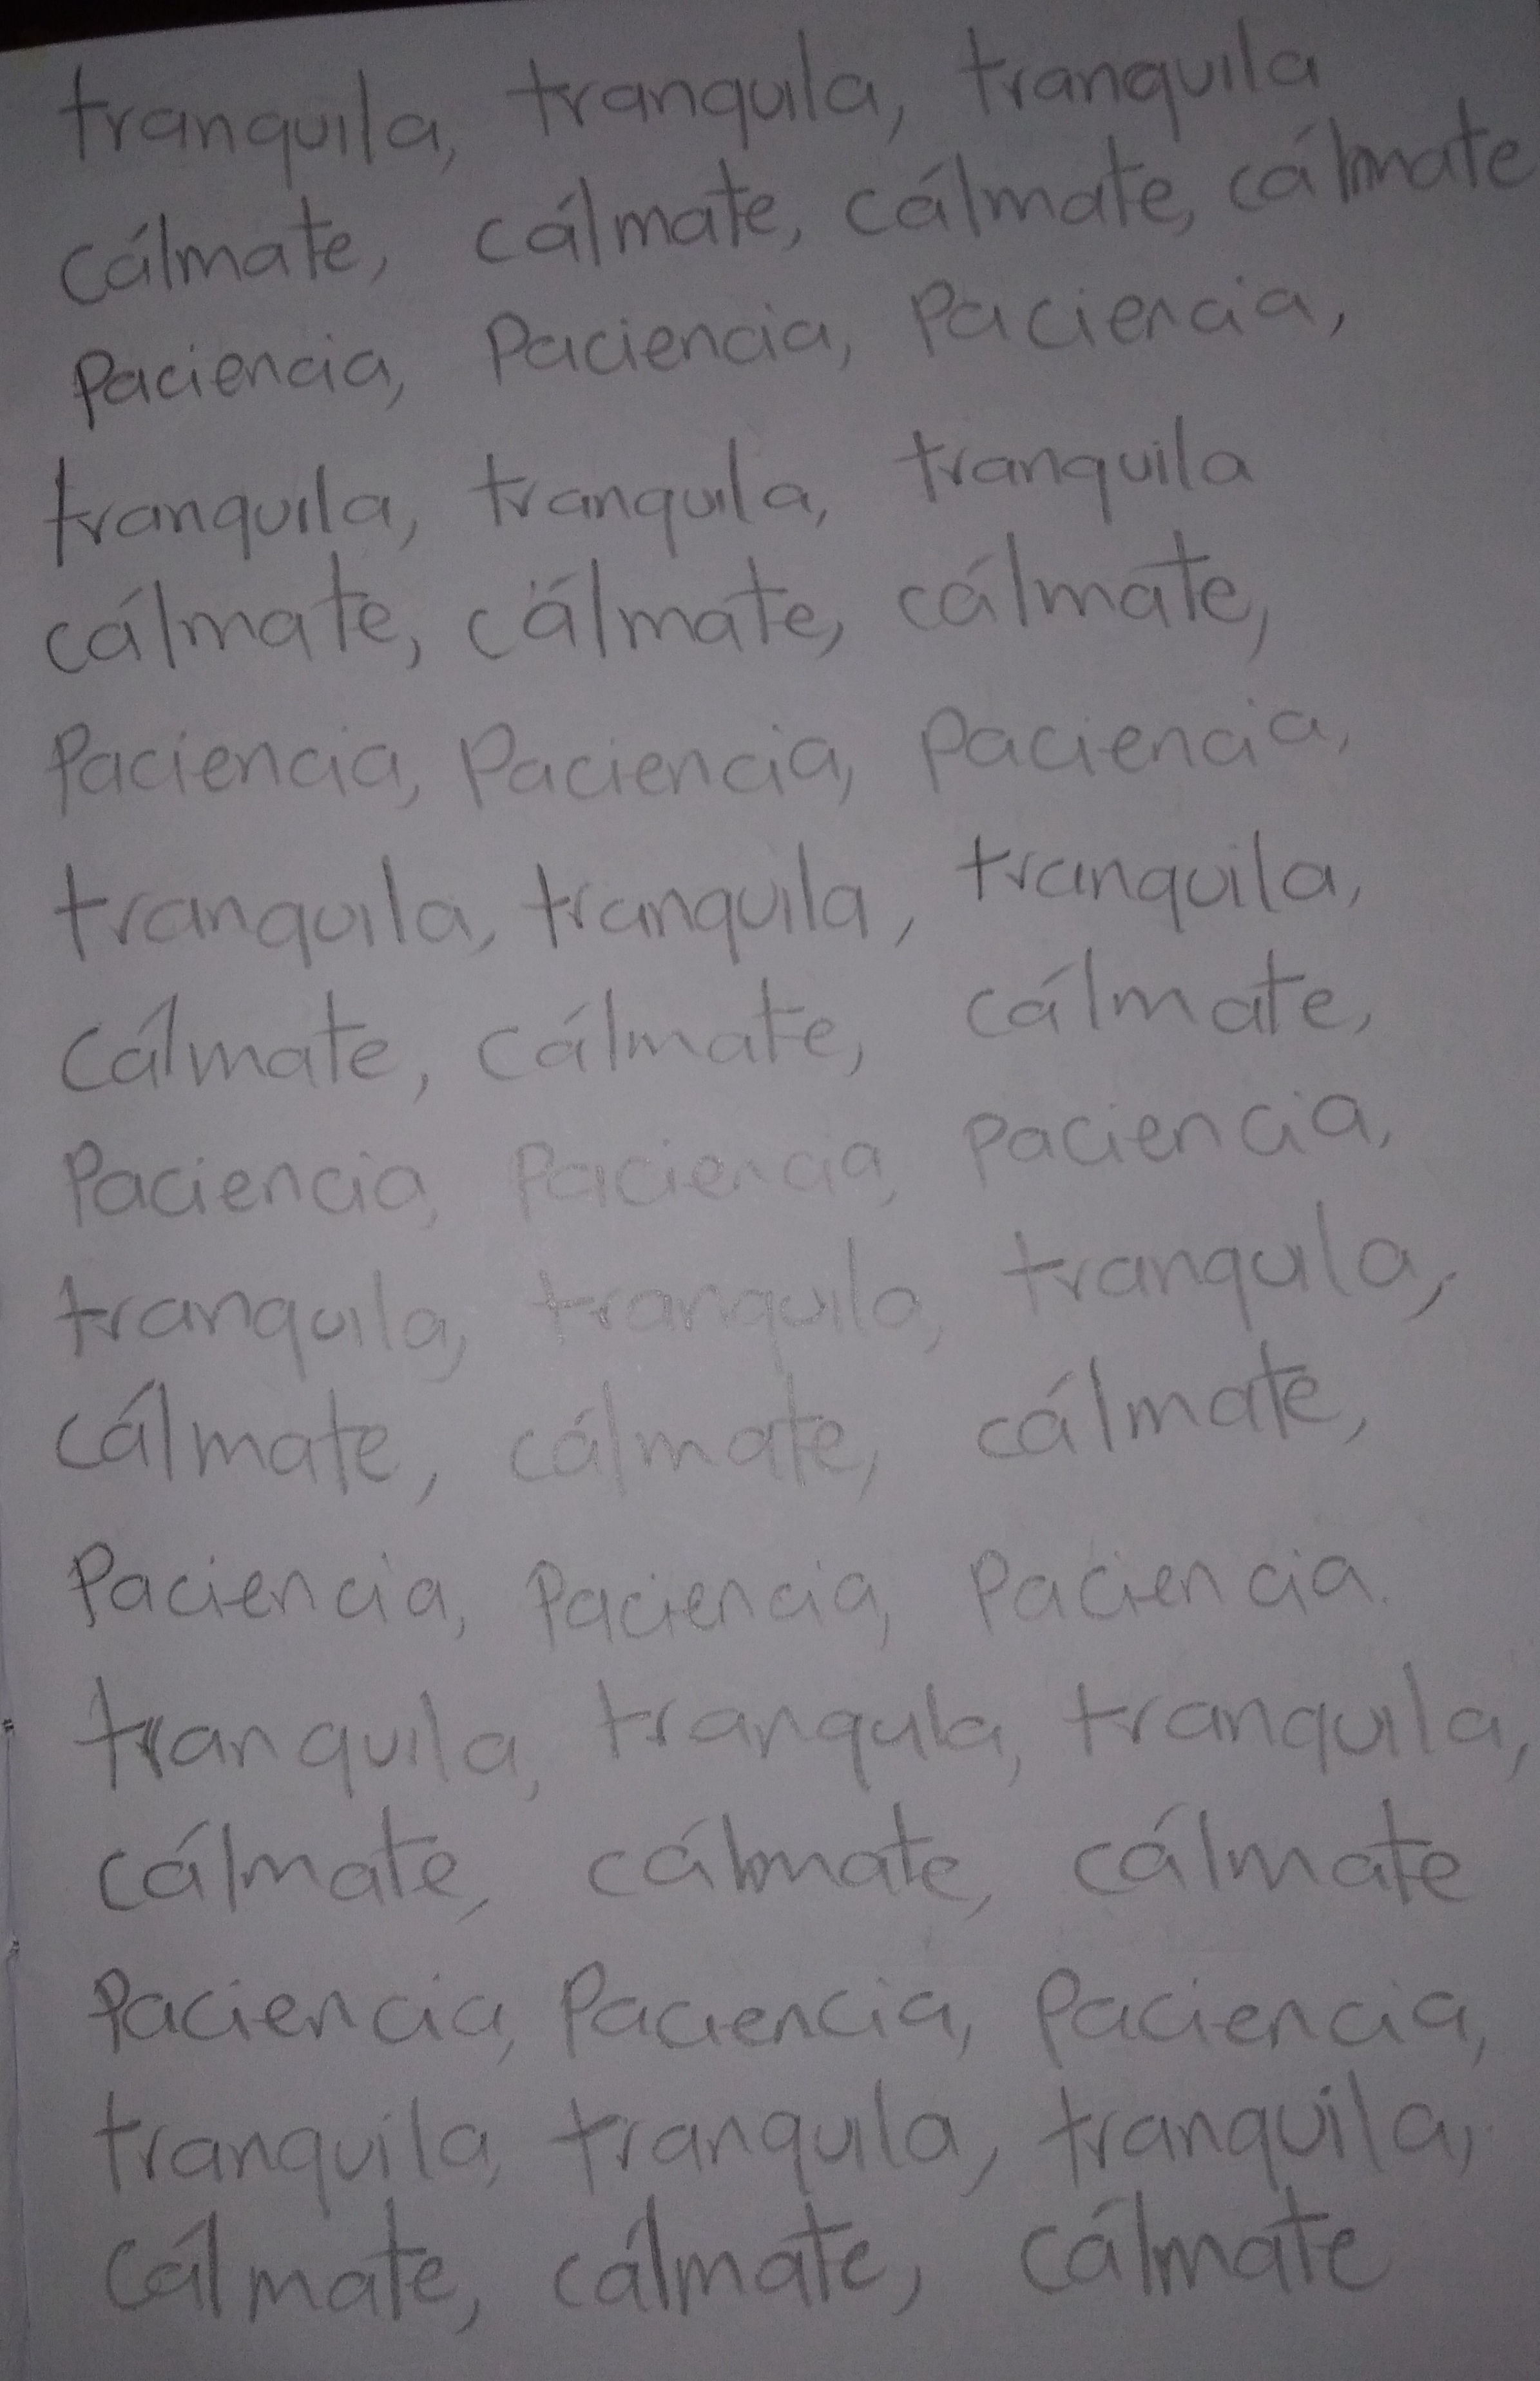 tranquila, tranquila, tranquila
cálmate, cálmate, cálmate, cálmate
Paciencia, Paciencia, Paciencia,
tranquila, tranquila, tranquila
cálmate, cálmate, cálmate,
Paciencia, Paciencia, Paciencia,
tranquila, tranquila, tranquila,
cálmate, cálmate, cálmate,
Paciencia, Paciencia, Paciencia,
tranquila, tranquila, tranquila,
cálmate, cálmate, cálmate,
Paciencia, Paciencia, Paciencia.
tranquila, tranqula, tranquila,
cálmate, cálmate, cálmate
Paciencia, Paciencia, Paciencia,
tranquila, tranquila, tranquila,
cálmate, cálmate, cálmate